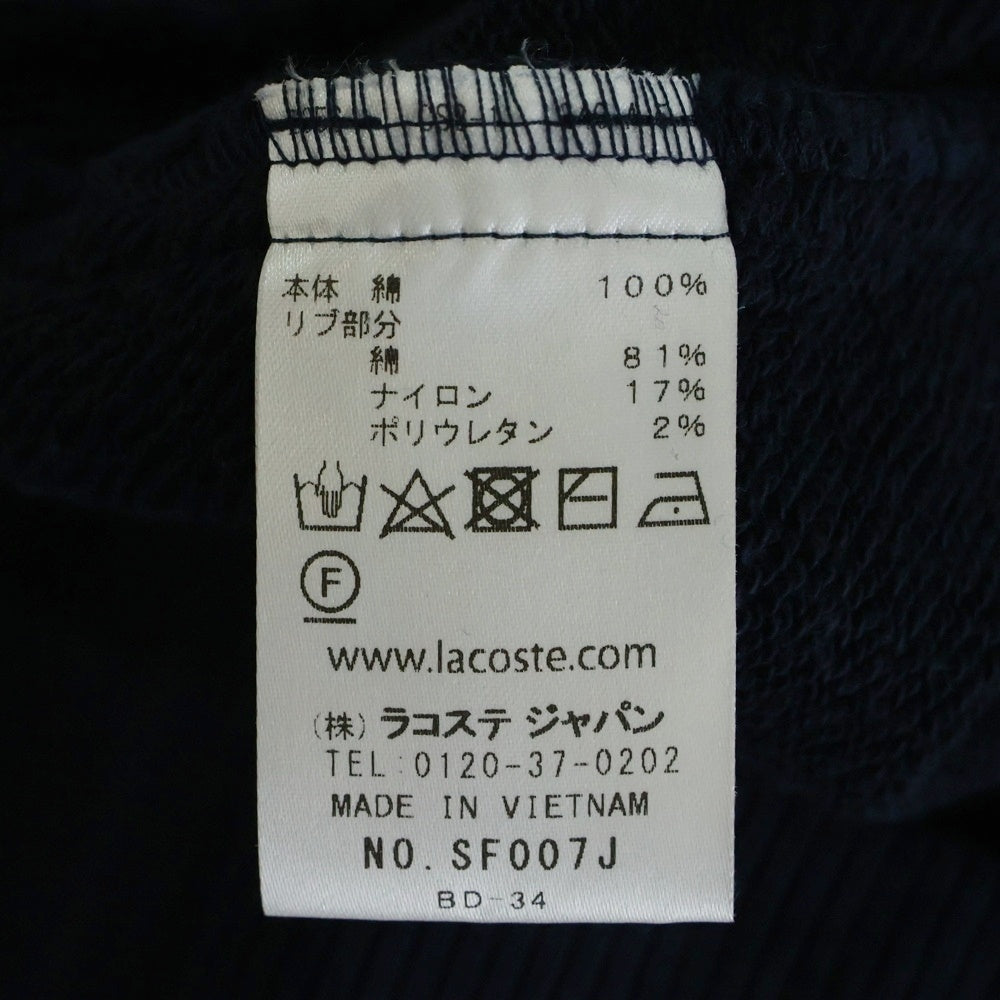 本体 綿 100%
リブ部分
綿 81%
ナイロン 17%
ポリウレタン 2%
F
www.lacoste.com
(株) ラコステ ジャパン
TEL:0120-37-0202
MADE IN VIETNAM
NO. SF007J
BD-34